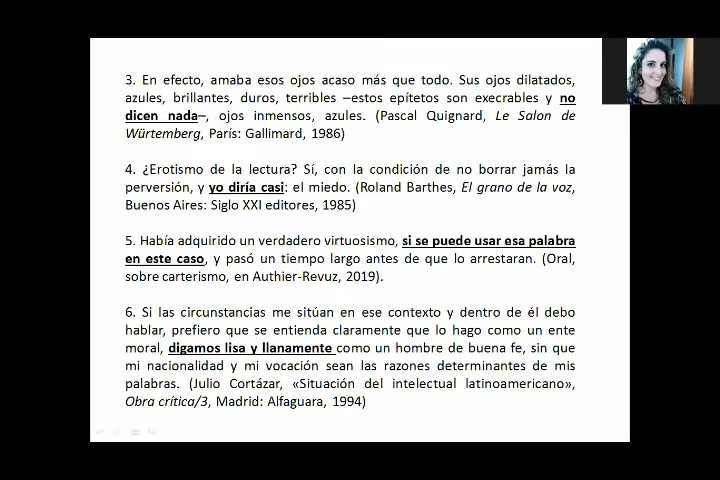 3. En efecto, amaba esos ojos acaso más que todo. Sus ojos dilatados,
azules, brillantes, duros, terribles –estos epítetos son execrables y no
dicen nada–, ojos inmensos, azules. (Pascal Quignard, Le Salon de
Würtemberg, París: Gallimard, 1986)
4. ¿Erotismo de la lectura? Sí, con la condición de no borrar jamás la
perversión, y yo diría casi: el miedo. (Roland Barthes, El grano de la voz,
Buenos Aires: Siglo XXI editores, 1985)
5. Había adquirido un verdadero virtuosismo, si se puede usar esa palabra
en este caso, y pasó un tiempo largo antes de que lo arrestaran. (Oral,
sobre carterismo, en Authier-Revuz, 2019).
6. Si las circunstancias me sitúan en ese contexto y dentro de él debo
hablar, prefiero que se entienda claramente que lo hago como un ente
moral, digamos lisa y llanamente como un hombre de buena fe, sin que
mi nacionalidad y mi vocación sean las razones determinantes de mis
palabras. (Julio Cortázar, «Situación del intelectual latinoamericano»,
Obra crítica/3, Madrid: Alfaguara, 1994)